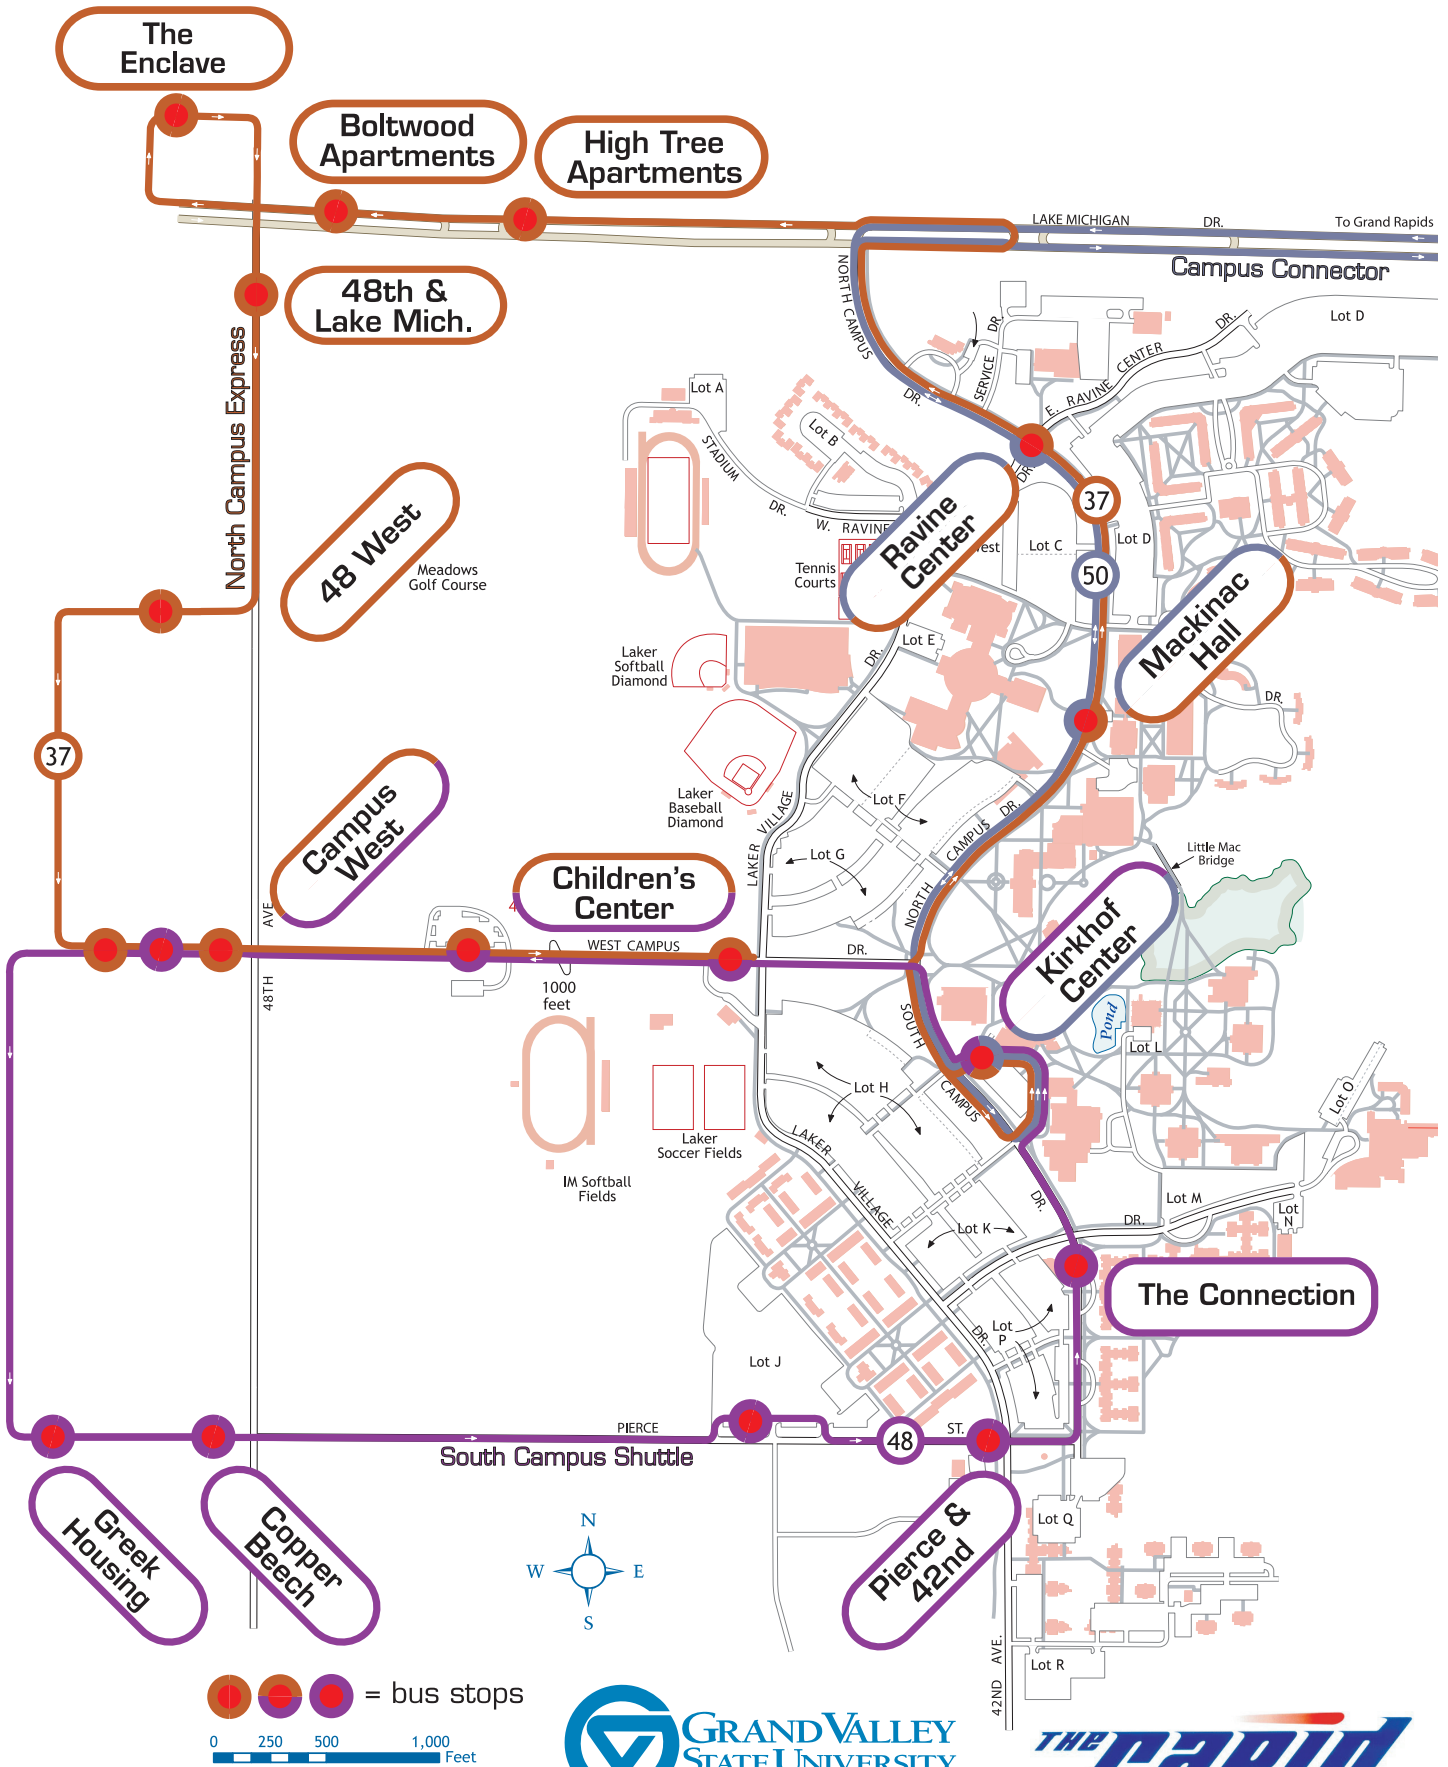 The
Enclave
Boltwood
Apartments
High Tree
Apartments
LAKE MICHIGAN DR.
To Grand Rapids
Campus Connector
48th &
Lake Mich.
North Campus Express
NORTH CAMPUS DR.
SERVICE DR.
E. RAVINE CENTER DR.
Lot D
Lot A
Lot B
STADIUM DR.
W. RAVINE
DR.
Ravine
Center
37
Lot C
Lot D
50
48 West
Meadows
Golf Course
Tennis
Courts
Mackinac
Hall
Lot E
Laker
Softball
Diamond
DR.
DR.
37
Laker
Baseball
Diamond
LAKER VILLAGE
Lot F
Lot G
NORTH CAMPUS DR.
Little Mac
Bridge
Campus
West
Children's
Center
4
Kirkhof
Center
AVE
48TH
WEST CAMPUS DR.
1000
feet
SOUTH CAMPUS DR.
Pond
Lot L
Lot H
Lot O
Laker
Soccer Fields
LAKER VILLAGE DR.
IM Softball
Fields
Lot M
Lot
N
DR.
Lot K
The Connection
Lot
P
Lot J
PIERCE ST.
48
South Campus Shuttle
Greek
Housing
Copper
Beech
Pierce &
42nd
Lot Q
N
W E
S
42ND AVE.
Lot R
= bus stops
0 250 500 1,000
Feet
GRAND VALLEY
STATE UNIVERSITY
THE rapid